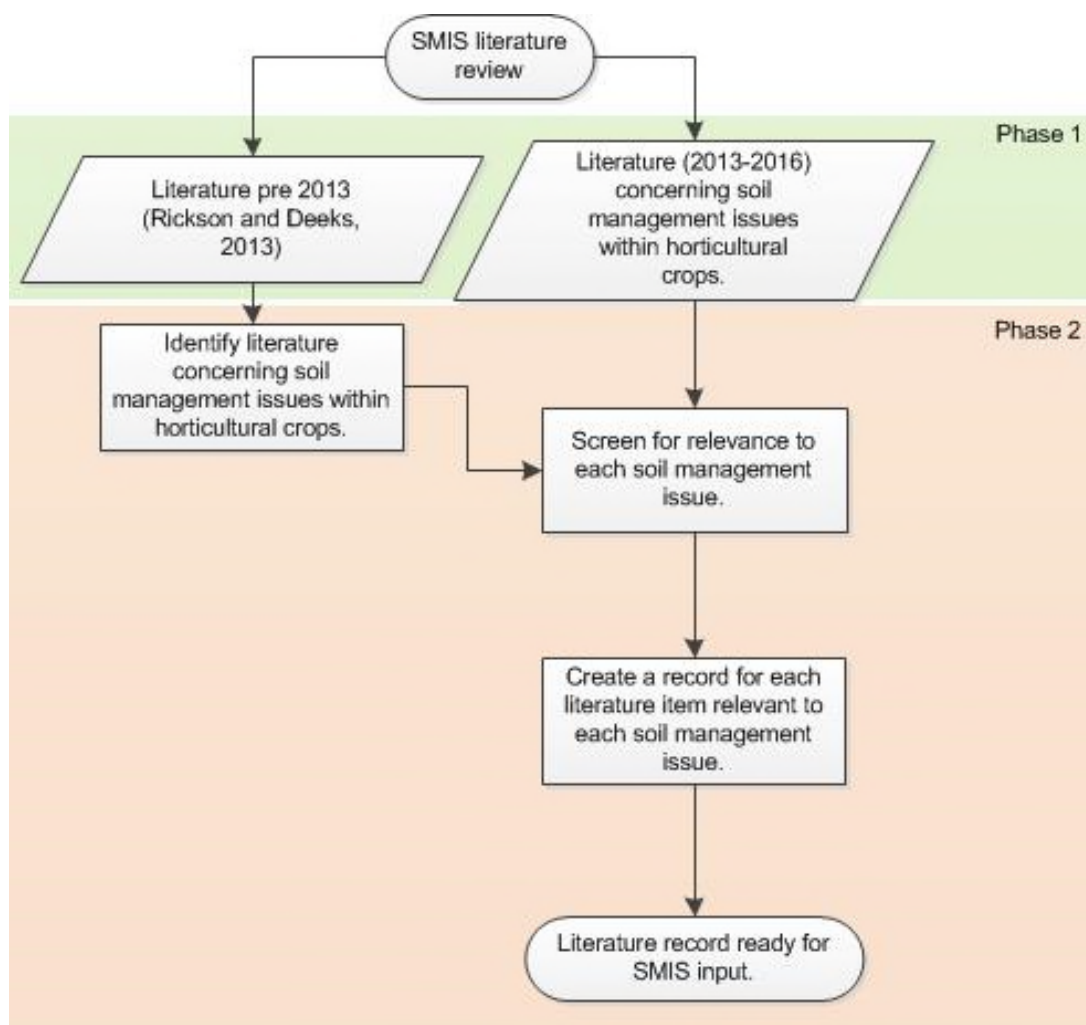 SMIS literature
review
Phase 1
Literature pre 2013
(Rickson and Deeks,
2013)
Literature (2013-2016)
concerning soil
management issues
within horticultural
crops.
Phase 2
Identify literature
concerning soil
management issues within
horticultural crops.
Screen for relevance to
each soil management
issue.
Create a record for each
literature item relevant to
each soil management
issue.
Literature record ready for
SMIS input.